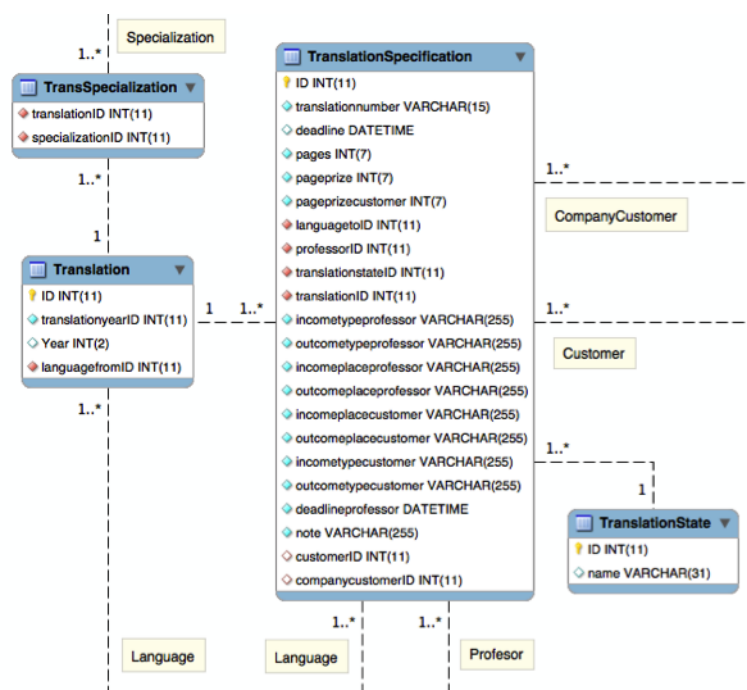 Specialization
1..*
TransSpecialization
translationID INT(11)
specializationID INT(11)
1..*
1
Translation
ID INT(11)
translationyearID INT(11)
Year INT(2)
languagefromID INT(11)
1..*
Language
1
1..*
TranslationSpecification
ID INT(11)
translationnumber VARCHAR(15)
deadline DATETIME
pages INT(7)
pageprize INT(7)
pageprizecustomer INT(7)
languagetoID INT(11)
professorID INT(11)
translationstateID INT(11)
translationID INT(11)
incometypeprofessor VARCHAR(255)
outcometypeprofessor VARCHAR(255)
incomeplaceprofessor VARCHAR(255)
outcomeplaceprofessor VARCHAR(255)
incomeplacecustomer VARCHAR(255)
outcomeplacecustomer VARCHAR(255)
incometypecustomer VARCHAR(255)
outcometypecustomer VARCHAR(255)
deadlineprofessor DATETIME
note VARCHAR(255)
customerID INT(11)
companycustomerID INT(11)
1..*
1..*
Language
Profesor
1..*
CompanyCustomer
1..*
Customer
1..*
1
TranslationState
ID INT(11)
name VARCHAR(31)